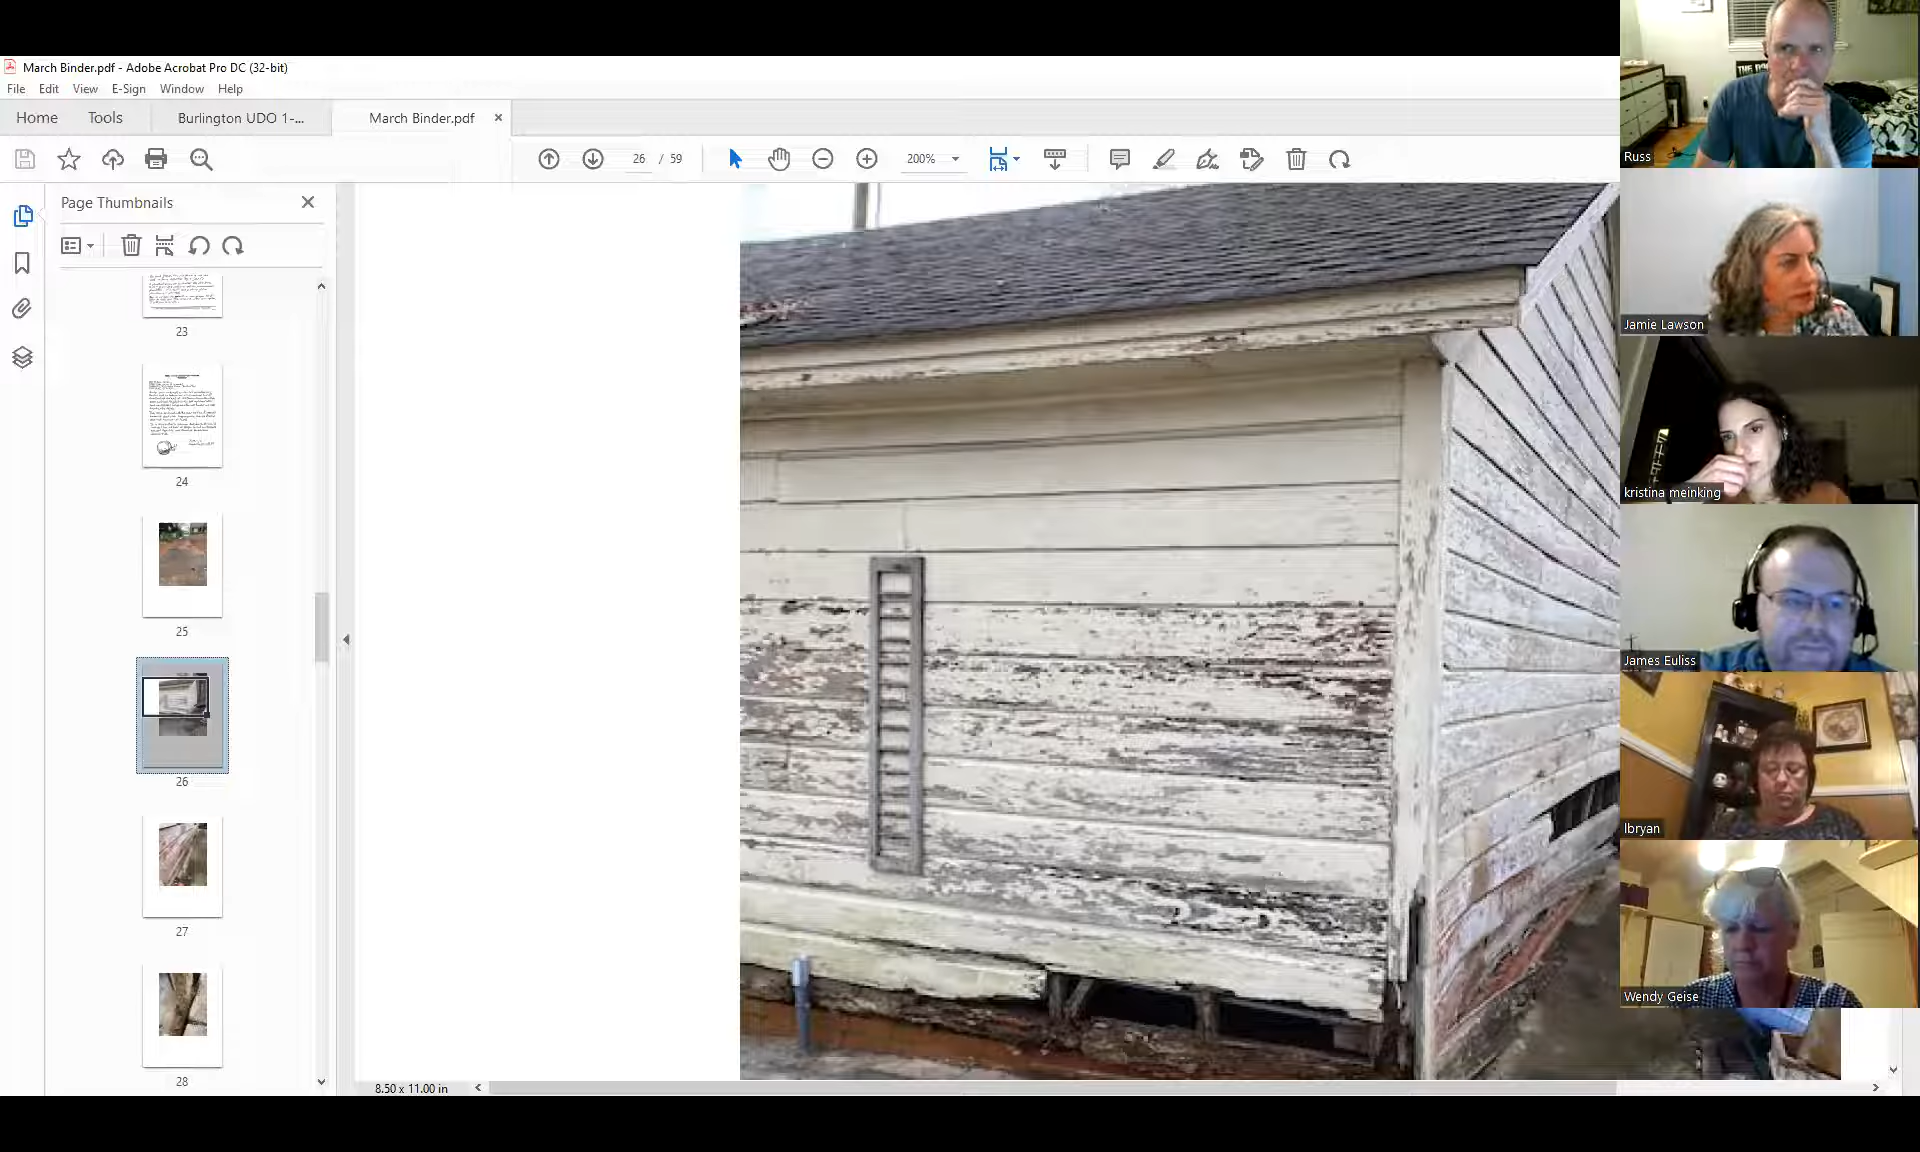 March Binder.pdf - Adobe Acrobat Pro DC (32-bit)
File Edit View E-Sign Window Help
Home Tools Burlington UDO 1-... March Binder.pdf
26 / 59 200%
Page Thumbnails
23
24
25
26
27
28
8.50 x 11.00 in
Russ
Jamie Lawson
kristina meinking
James Euliss
lbryan
Wendy Geise